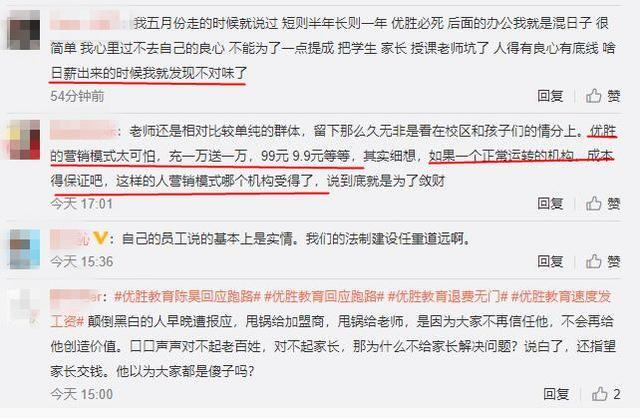 我五月份走的时候就说过 短则半年长则一年 优胜必死 后面的办公我就是混日子 很
简单 我心里过不去自己的良心 不能为了一点提成 把学生 家长 授课老师坑了 人得有良心有底线 啥
日薪出来的时候我就发现不对味了
54分钟前 回复 赞
：老师还是相对比较单纯的群体，留下那么久无非是看在校区和孩子们的情分上。优胜
的营销模式太可怕，充一万送一万，99元 9.9元等等，其实细想，如果一个正常运转的机构，成本
得保证吧，这样的人营销模式哪个机构受得了，说到底就是为了敛财
今天 17:01 回复 赞
：自己的员工说的基本上是实情。我们的法制建设任重道远啊。
今天 15:36 回复 赞
：#优胜教育陈昊回应跑路# #优胜教育回应跑路# #优胜教育退费无门# #优胜教育速度发
工资# 颠倒黑白的人早晚遭报应，甩锅给加盟商，甩锅给老师，是因为大家不再信任他，不会再给
他创造价值。口口声声对不起老百姓，对不起家长，那为什么不给家长解决问题？说白了，还指望
家长交钱。他以为大家都是傻子吗？
今天 15:00 回复 2